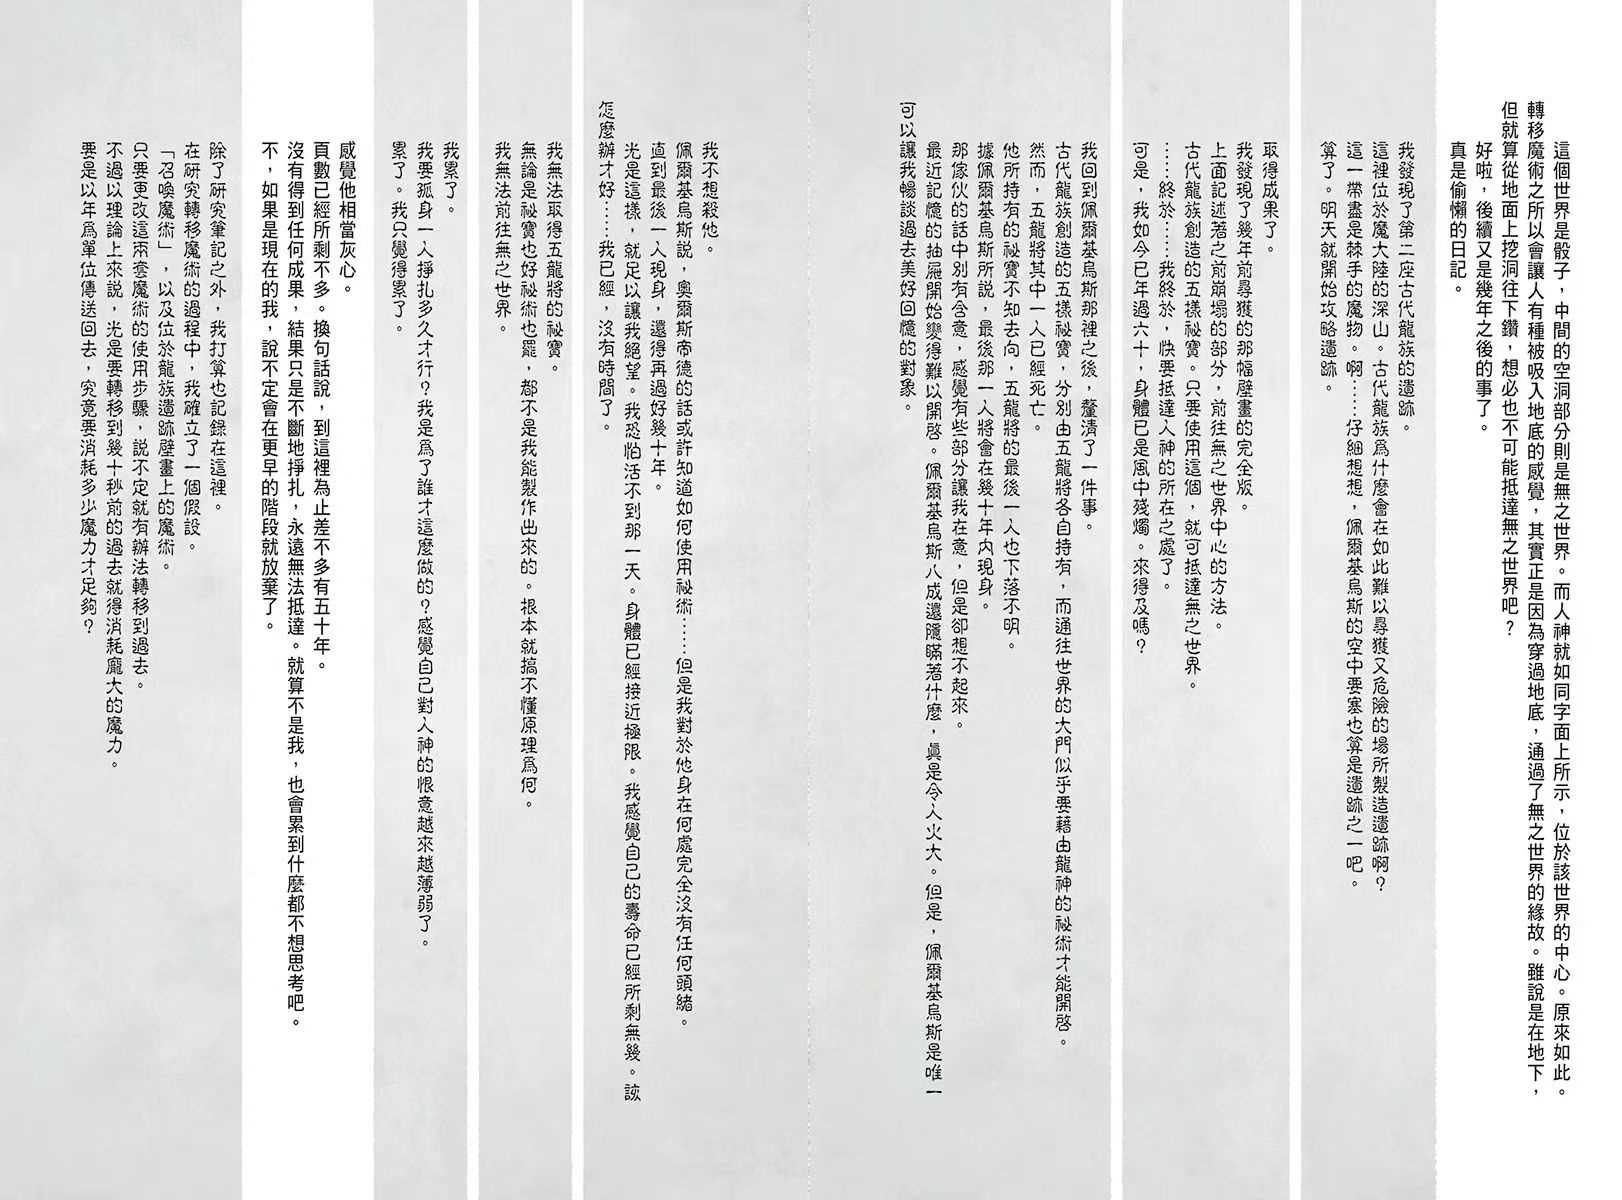 這個世界是骰子，中間的空洞部分則是無之世界。而人神就如同字面上所示，位於該世界的中心。原來如此。
轉移魔術之所以會讓人有種被吸入地底的感覺，其實正是因為穿過地底，通過了無之世界的緣故。雖說是在地下，
但就算從地面上挖洞往下鑽，想必也不可能抵達無之世界吧？
好啦，後續又是幾年之後的事了。
真是偷懶的日記。
我發現了第二座古代龍族的遺跡。
這裡位於魔大陸的深山。古代龍族為什麼會在如此難以尋獲又危險的場所製造遺跡啊？
這一帶盡是棘手的魔物。啊……仔細想想，佩爾基烏斯的空中要塞也算是遺跡之一吧。
算了。明天就開始攻略遺跡。
取得成果了。
我發現了幾年前尋獲的那幅壁畫的完全版。
上面記述著之前崩塌的部分，前往無之世界中心的方法。
古代龍族創造的五樣祕寶。只要使用這個，就可抵達無之世界。
……終於……我終於，快要抵達人神的所在之處了。
可是，我如今已年過六十，身體已是風中殘燭。來得及嗎？
我回到佩爾基烏斯那裡之後，釐清了一件事。
古代龍族創造的五樣祕寶，分別由五龍將各自持有，而通往世界的大門似乎要藉由龍神的祕術才能開啟。
然而，五龍將其中一人已經死亡。
他所持有的祕寶不知去向，五龍將的最後一人也下落不明。
據佩爾基烏斯所說，最後那一人將會在幾十年內現身。
那傢伙的話中別有含意，感覺有些部分讓我在意，但是卻想不起來。
最近記憶的抽屜開始變得難以開啟。佩爾基烏斯八成還隱瞞著什麼，真是令人火大。但是，佩爾基烏斯是唯一
可以讓我暢談過去美好回憶的對象。
我不想殺他。
佩爾基烏斯說，奧爾斯帝德的話或許知道如何使用祕術……但是我對於他身在何處完全沒有任何頭緒。
直到最後一人現身，還得再過好幾十年。
光是這樣，就足以讓我絕望。我恐怕活不到那一天。身體已經接近極限。我感覺自己的壽命已經所剩無幾。該
怎麼辦才好……我已經，沒有時間了。
我無法取得五龍將的祕寶。
無論是祕寶也好祕術也罷，都不是我能製作出來的。根本就搞不懂原理為何。
我無法前往無之世界。
我累了。
我要孤身一人掙扎多久才行？我是為了誰才這麼做的？感覺自己對人神的恨意越來越薄弱了。
累了。我只覺得累了。
感覺他相當灰心。
頁數已經所剩不多。換句話說，到這裡為止差不多有五十年。
沒有得到任何成果，結果只是不斷地掙扎，永遠無法抵達。就算不是我，也會累到什麼都不想思考吧。
不，如果是現在的我，說不定會在更早的階段就放棄了。
除了研究筆記之外，我打算也記錄在這裡。
在研究轉移魔術的過程中，我確立了一個假設。
「召喚魔術」，以及位於龍族遺跡壁畫上的魔術。
只要更改這兩套魔術的使用步驟，說不定就有辦法轉移到過去。
不過以理論上來說，光是要轉移到幾十秒前的過去就得消耗龐大的魔力。
要是以年為單位傳送回去，究竟要消耗多少魔力才足夠？